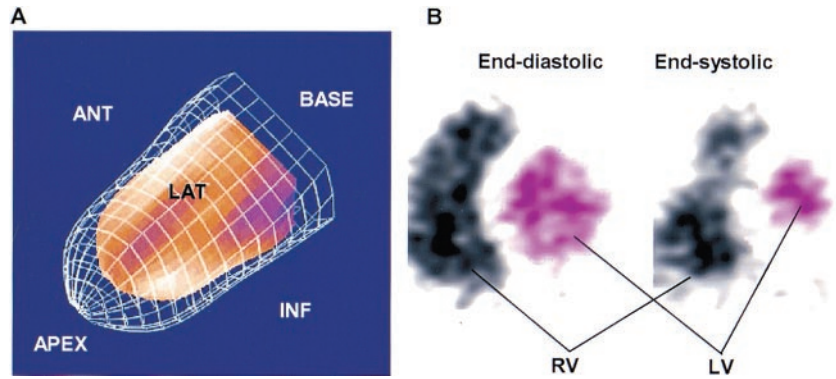 A
ANT
BASE
LAT
INF
APEX
B
End-diastolic End-systolic
RV LV